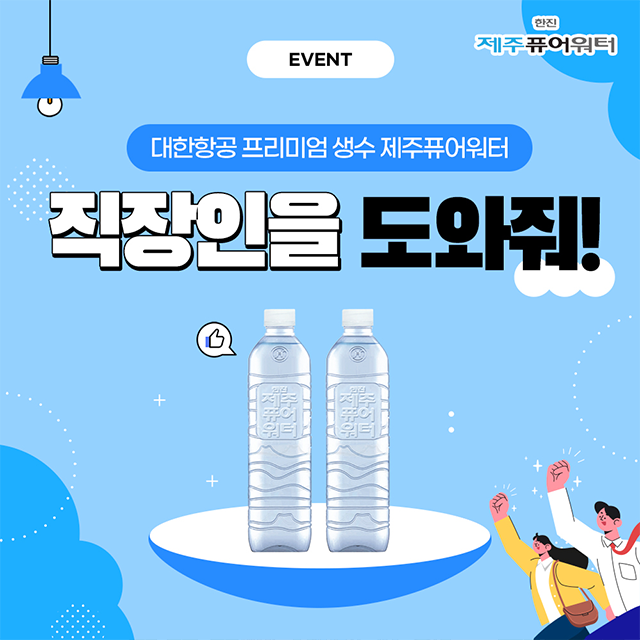 한진
제주퓨어워터
EVENT
대한항공 프리미엄 생수 제주퓨어워터
직장인을 도와줘!
한진
제주
퓨어
워터
한진
제주
퓨어
워터